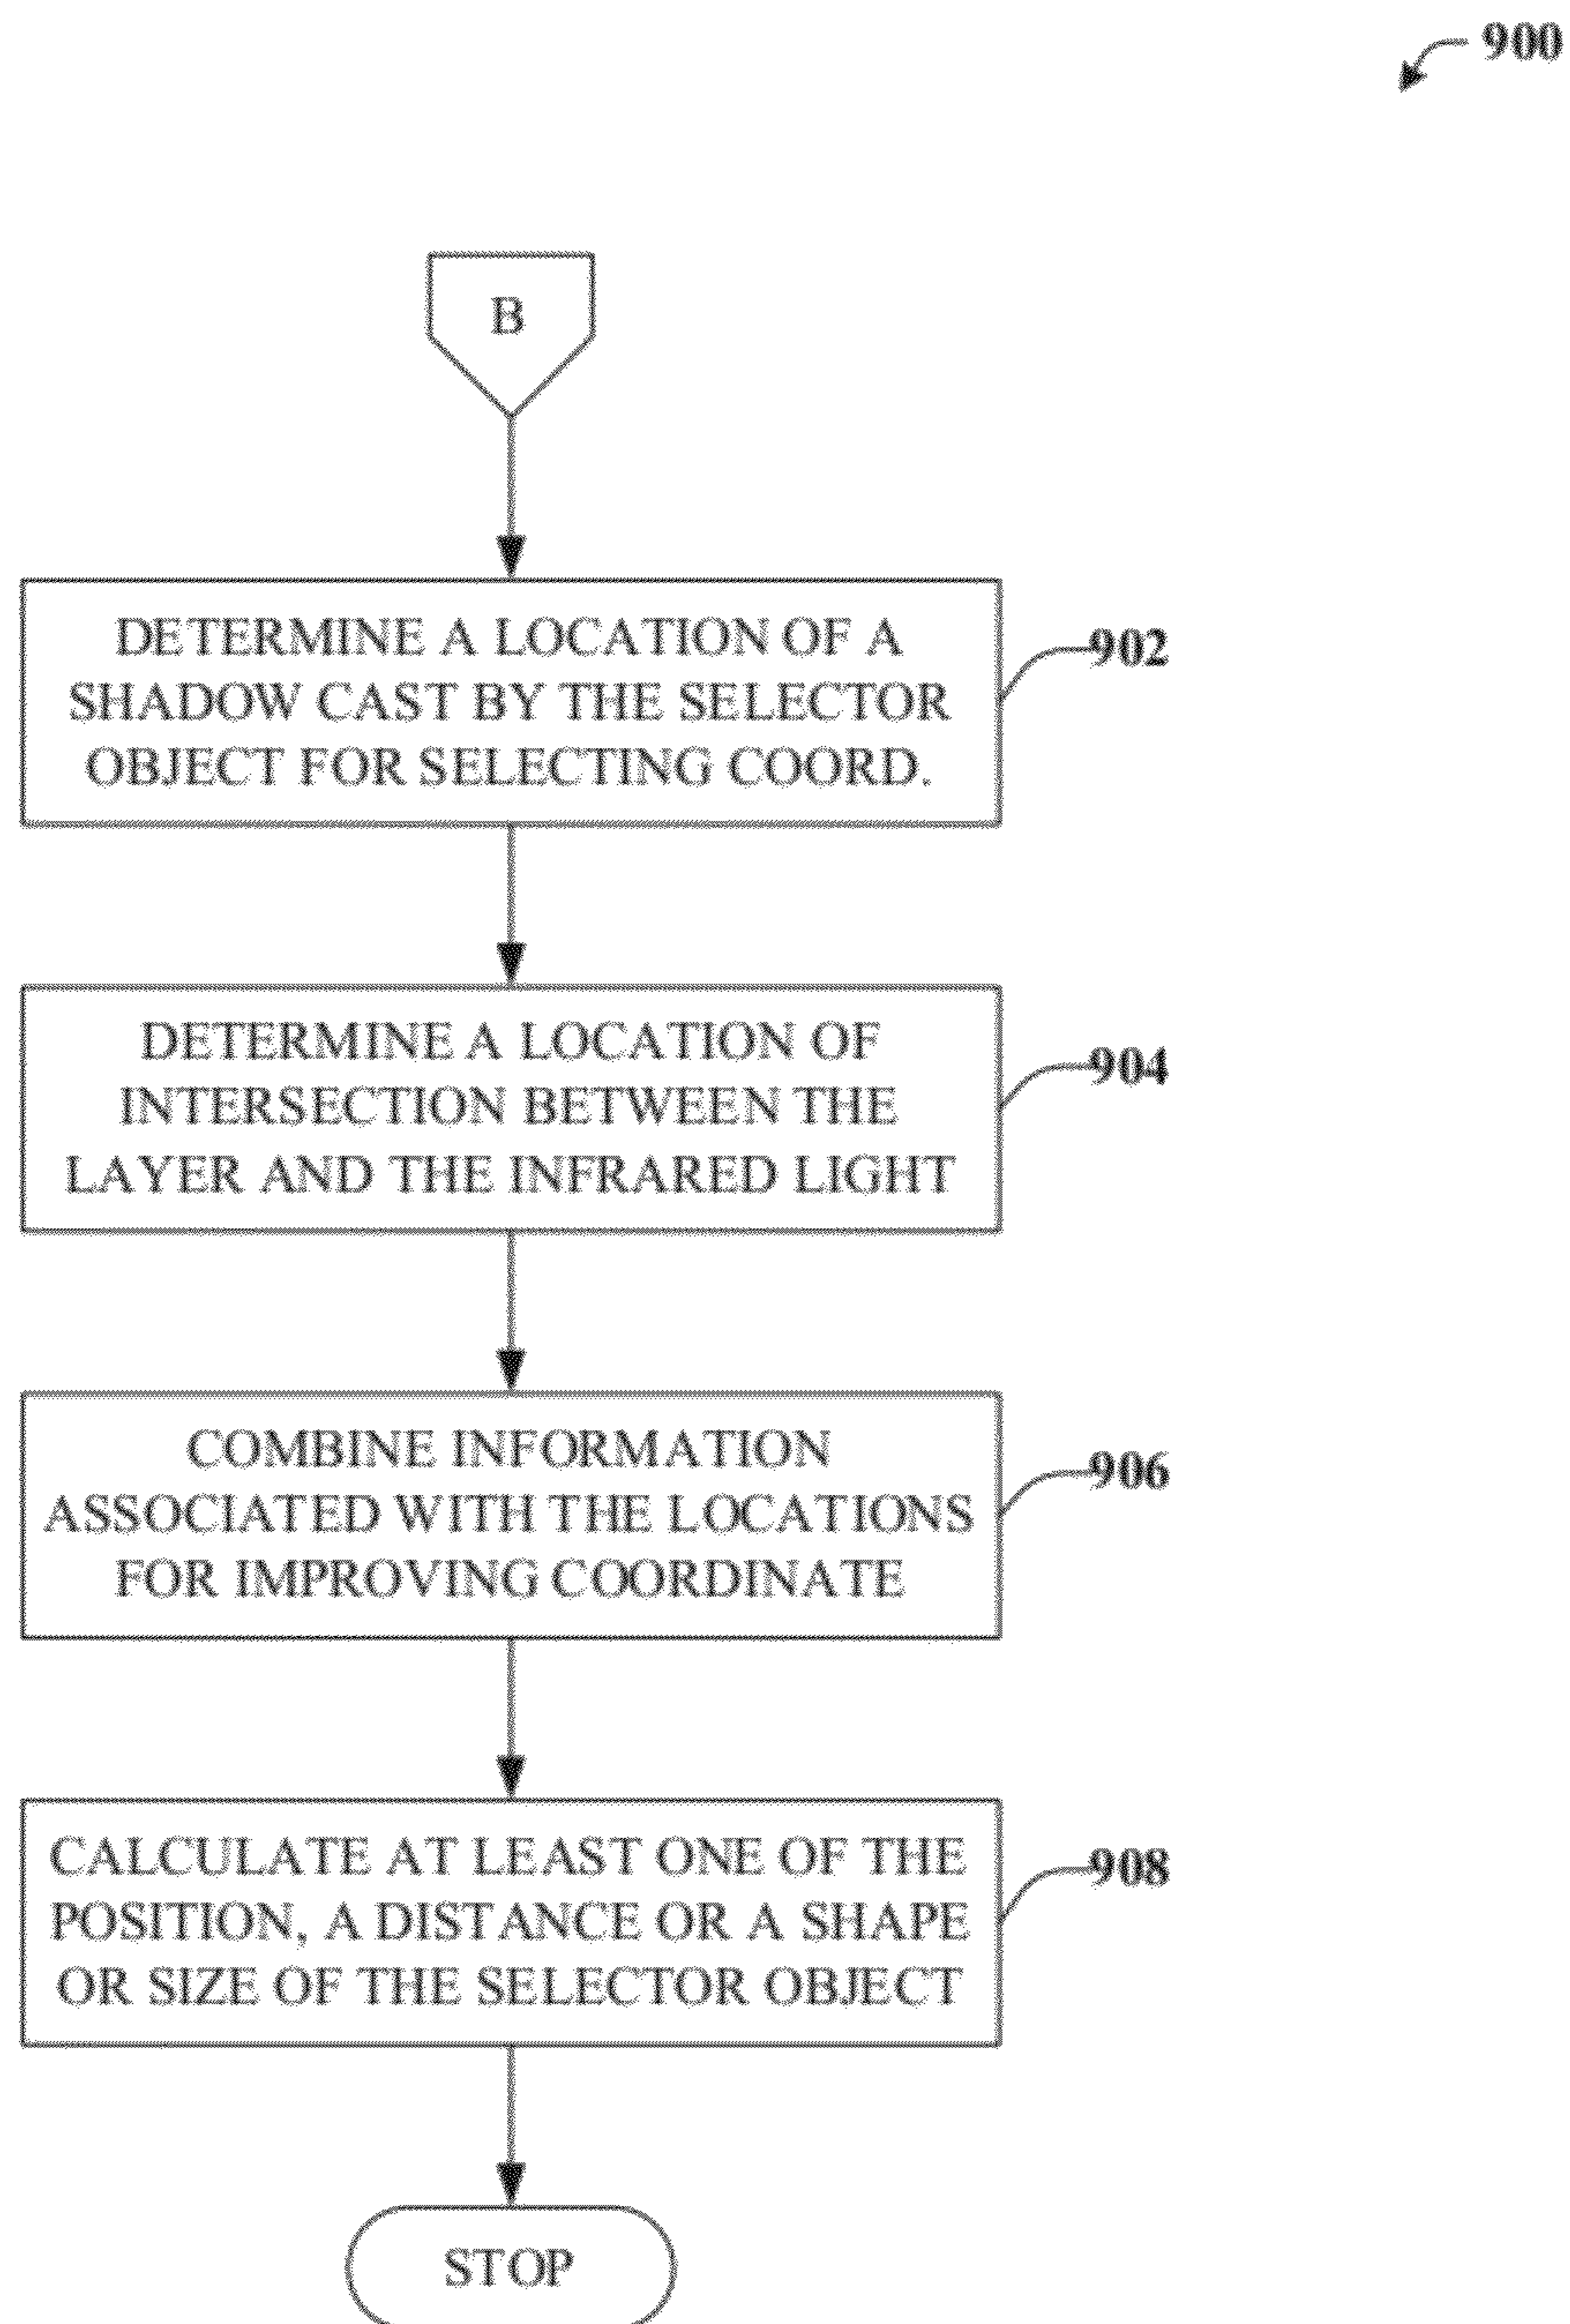 900
B
DETERMINE A LOCATION OF A
SHADOW CAST BY THE SELECTOR
OBJECT FOR SELECTING COORD.
902
DETERMINE A LOCATION OF
INTERSECTION BETWEEN THE
LAYER AND THE INFRARED LIGHT
904
COMBINE INFORMATION
ASSOCIATED WITH THE LOCATIONS
FOR IMPROVING COORDINATE
906
CALCULATE AT LEAST ONE OF THE
POSITION, A DISTANCE OR A SHAPE
OR SIZE OF THE SELECTOR OBJECT
908
STOP